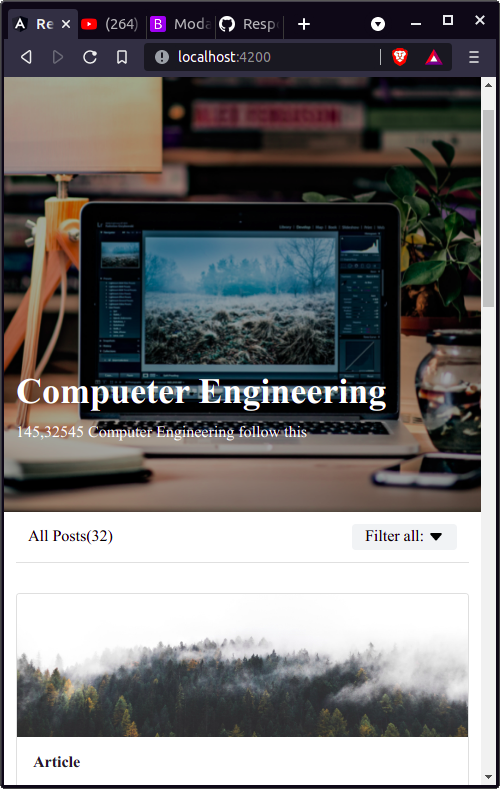 Re
(264)
Moda
Respo
localhost:4200
Compueter Engineering
145,32545 Computer Engineering follow this
All Posts(32)
Filter all:
Article